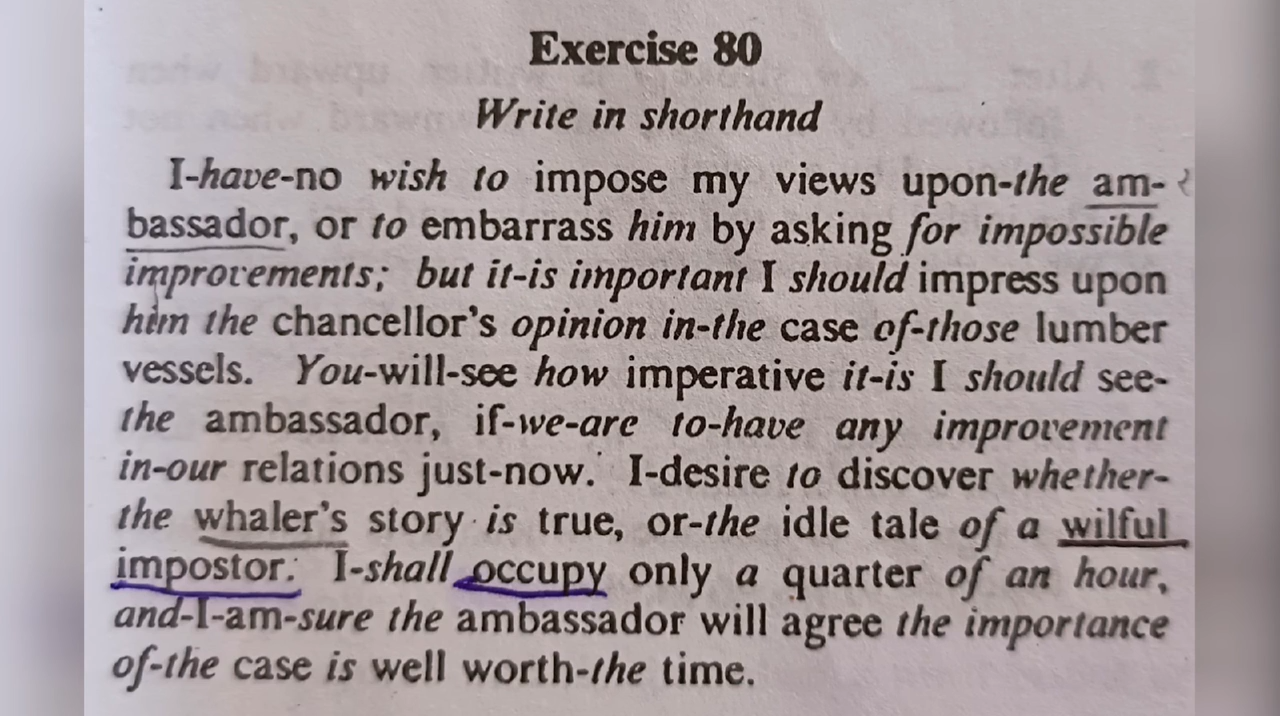 Exercise 80
Write in shorthand
I-have-no wish to impose my views upon-the am-
bassador, or to embarrass him by asking for impossible
improvements; but it-is important I should impress upon
him the chancellor's opinion in-the case of-those lumber
vessels. You-will-see how imperative it-is I should see-
the ambassador, if-we-are to-have any improvement
in-our relations just-now. I-desire to discover whether-
the whaler's story is true, or-the idle tale of a wilful
impostor. I-shall occupy only a quarter of an hour,
and-I-am-sure the ambassador will agree the importance
of-the case is well worth-the time.